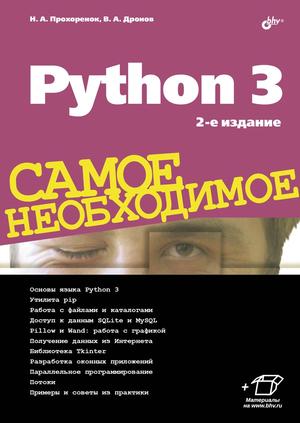 bhv
Н. А. Прохоренок, В. А. Дронов
Python 3
2-е издание
САМОЕ
НЕОБХОДИМОЕ
Основы языка Python 3
Утилита pip
Работа с файлами и каталогами
Доступ к данным SQLite и MySQL
Pillow и Wand: работа с графикой
Получение данных из Интернета
Библиотека Tkinter
Разработка оконных приложений
Параллельное программирование
Потоки
Примеры и советы из практики
+
Материалы
на www.bhv.ru